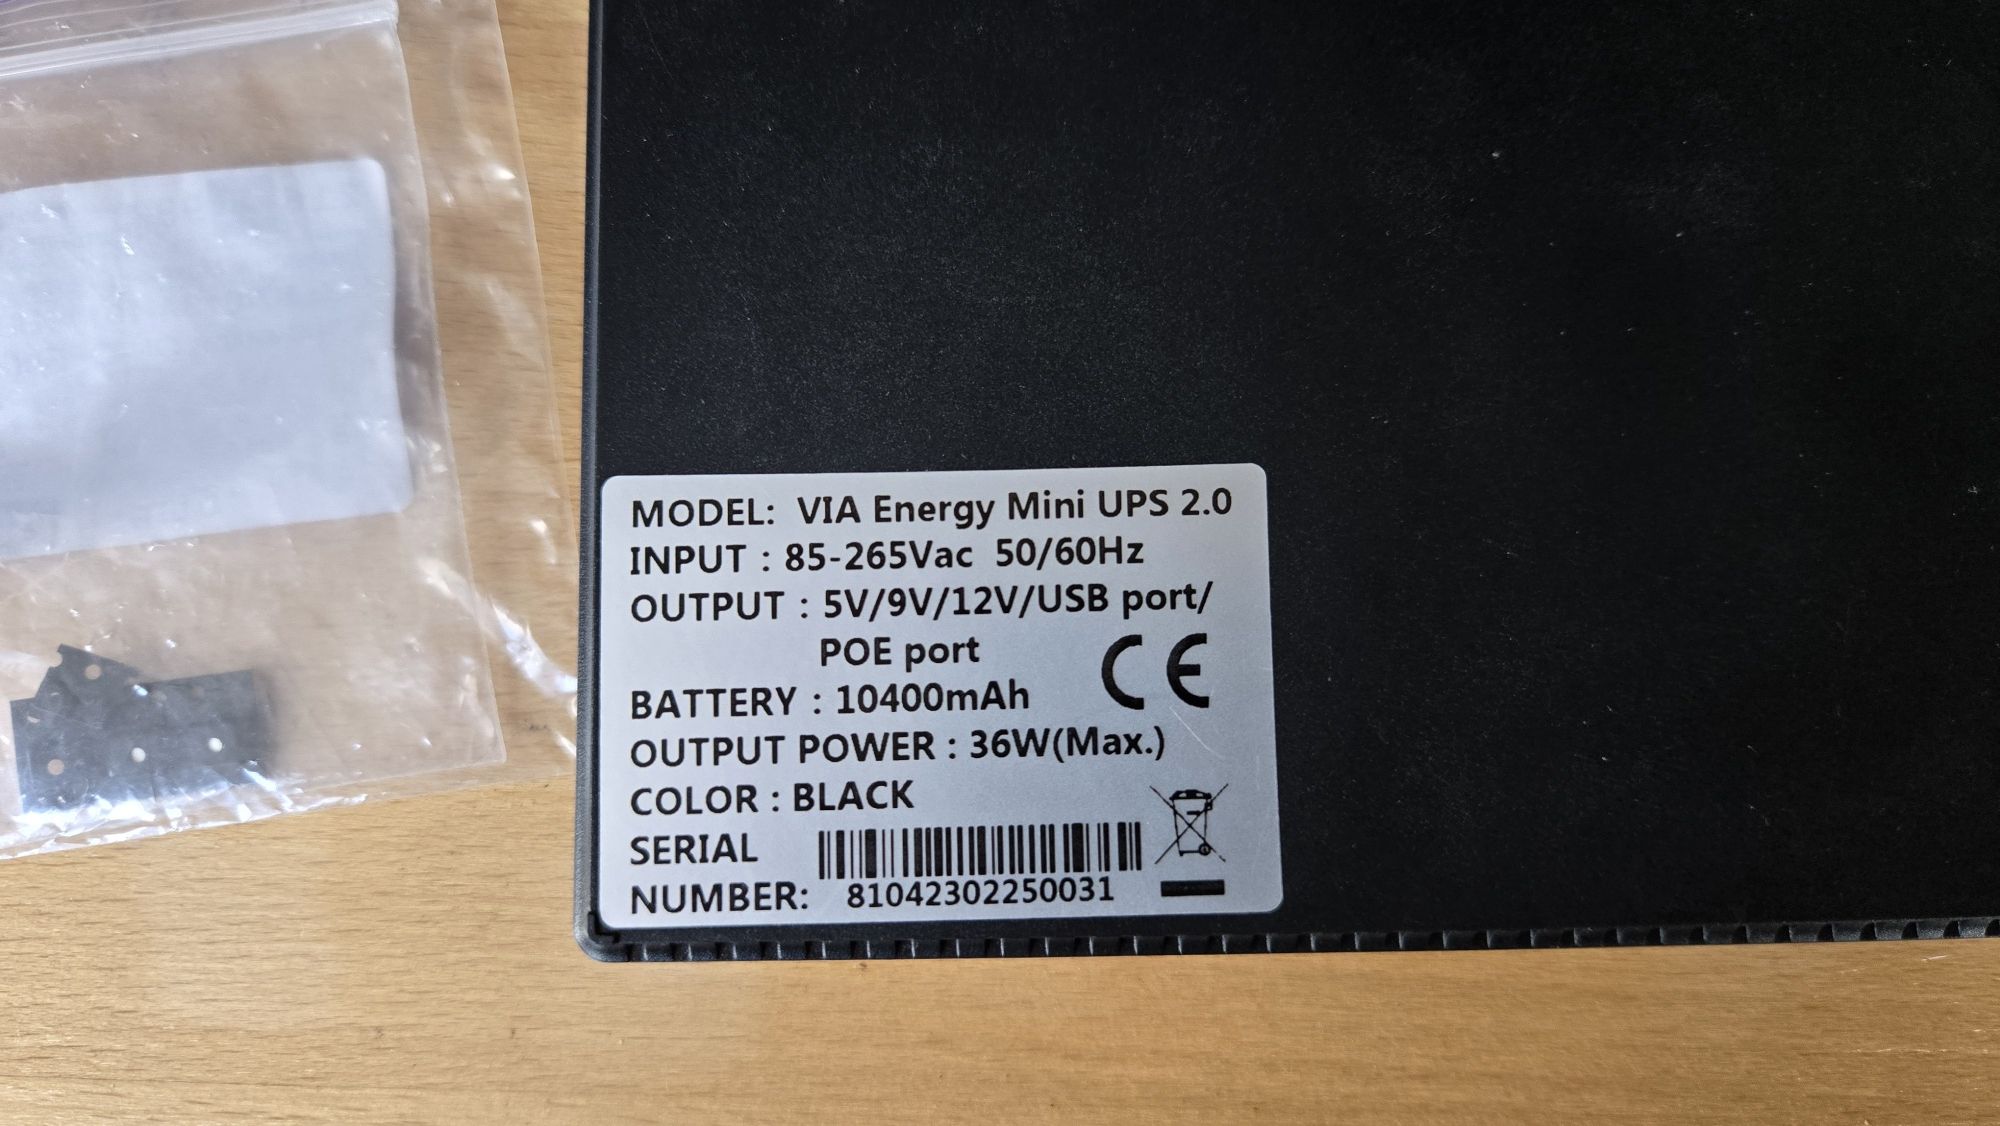 MODEL: VIA Energy Mini UPS 2.0
INPUT : 85-265Vac 50/60Hz
OUTPUT : 5V/9V/12V/USB port/
POE port
CE
BATTERY : 10400mAh
OUTPUT POWER : 36W(Max.)
COLOR : BLACK
SERIAL
NUMBER: 81042302250031